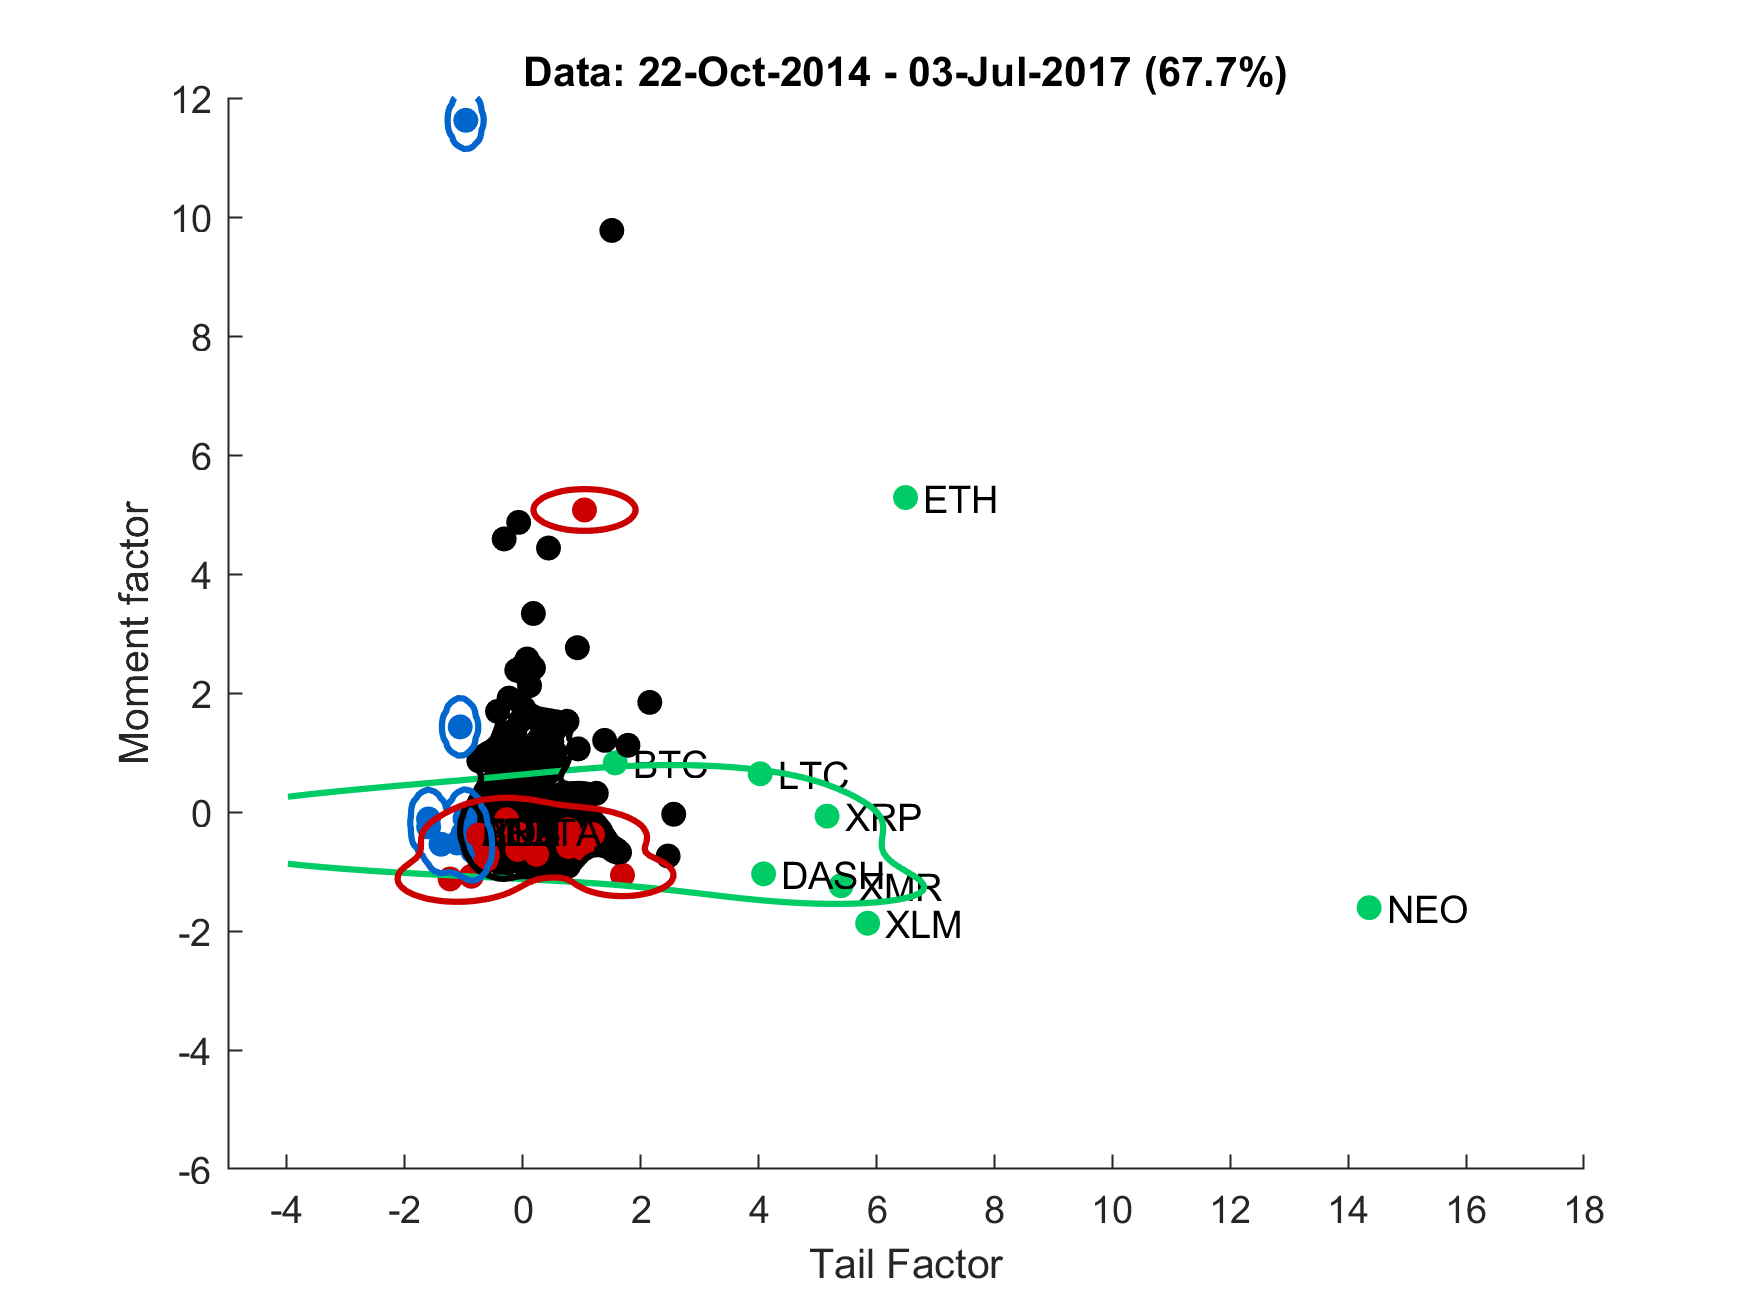 Data: 22-Oct-2014 - 03-Jul-2017 (67.7%)
12
10
8
6
4
2
0
-2
-4
-6
Moment factor
ETH
BTC
LTC
XRP
DASH
XMR
XLM
NEO
-4 -2 0 2 4 6 8 10 12 14 16 18
Tail Factor